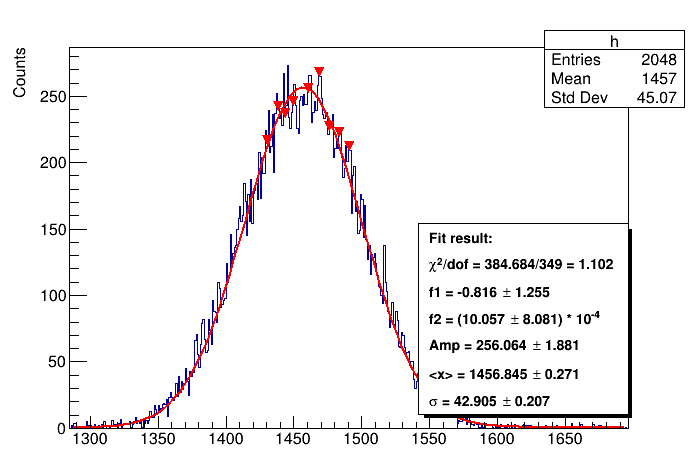 h
Entries 2048
Mean 1457
Std Dev 45.07
Counts
250
200
150
100
50
0
Fit result:
χ²/dof = 384.684/349 = 1.102
f1 = -0.816 ± 1.255
f2 = (10.057 ± 8.081) * 10⁻⁴
Amp = 256.064 ± 1.881
<x> = 1456.845 ± 0.271
σ = 42.905 ± 0.207
1300 1350 1400 1450 1500 1550 1600 1650